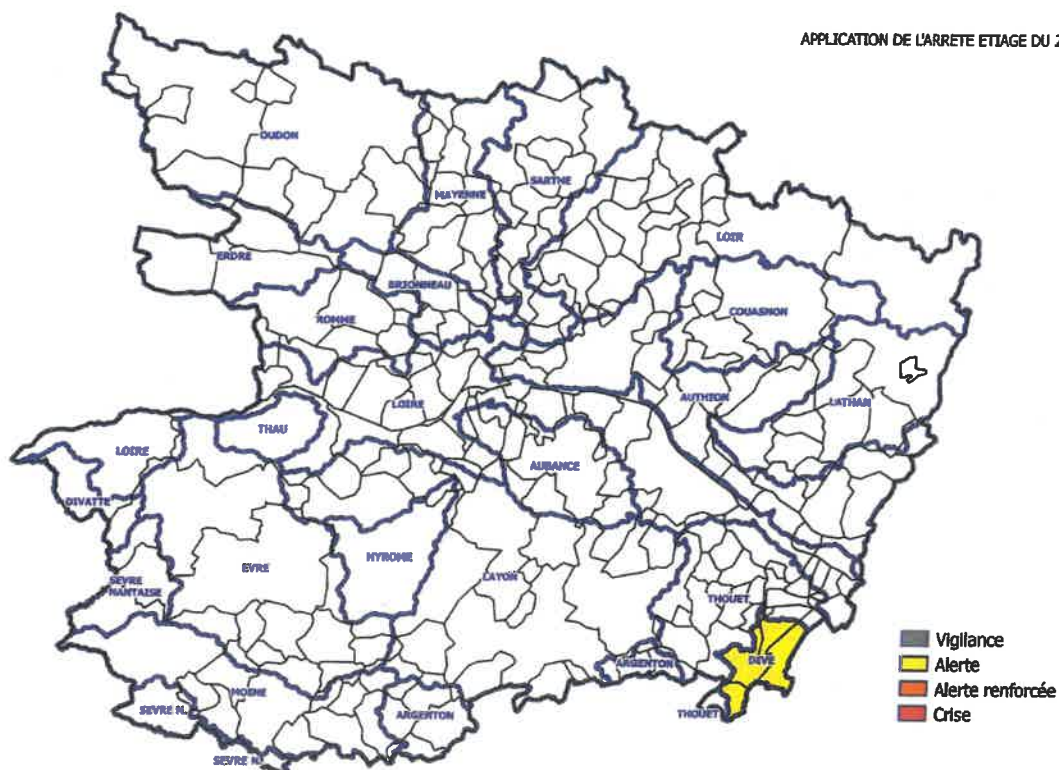 APPLICATION DE L'ARRETE ETIAGE DU 2
OUDON
MAYENNE
SARTHE
LOIR
ERDRE
BRIONNEAU
ROMME
COUASNON
LOIRE
AUTHION
LATHAN
THAU
LOIRE
AUBANCE
DIVATTE
EVRE
HYROME
LAYON
SEVRE
NANTAISE
THOUET
DIVE
ARGENTON
MOINE
SEVRE N.
ARGENTON
THOUET
SEVRE N.
Vigilance
Alerte
Alerte renforcée
Crise